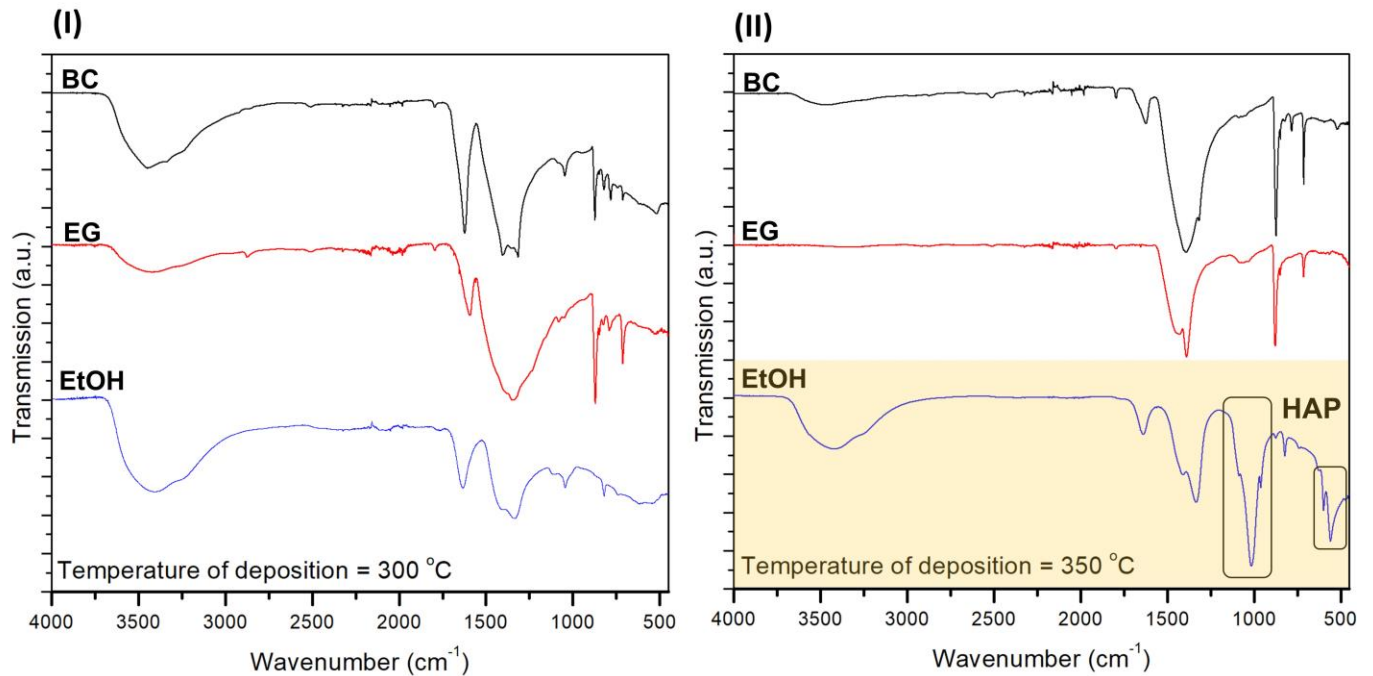 (I)
BC
EG
EtOH
Temperature of deposition = 300 °C
Transmission (a.u.)
4000 3500 3000 2500 2000 1500 1000 500
Wavenumber (cm⁻¹)
(II)
BC
EG
EtOH
HAP
Temperature of deposition = 350 °C
Transmission (a.u.)
4000 3500 3000 2500 2000 1500 1000 500
Wavenumber (cm⁻¹)